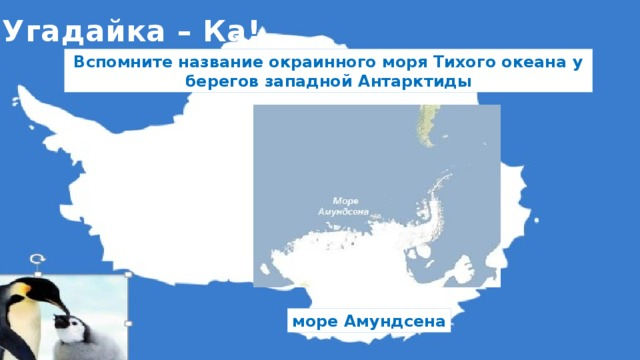 Угадайка – Ка!
Вспомните название окраинного моря Тихого океана у
берегов западной Антарктиды
Море
Амундсена
море Амундсена